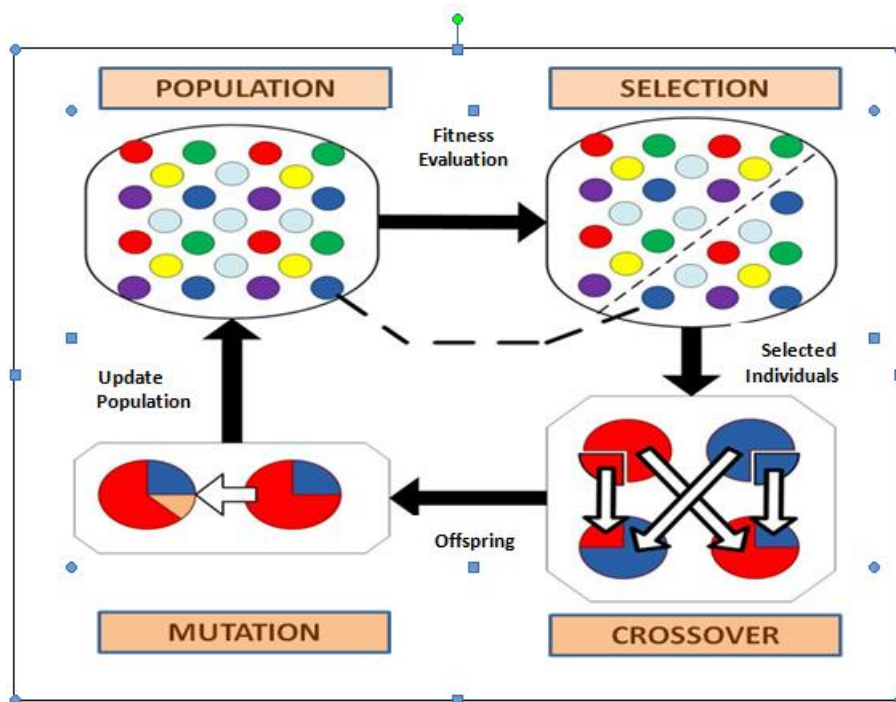 POPULATION
SELECTION
Fitness
Evaluation
Selected
Individuals
Update
Population
Offspring
MUTATION
CROSSOVER